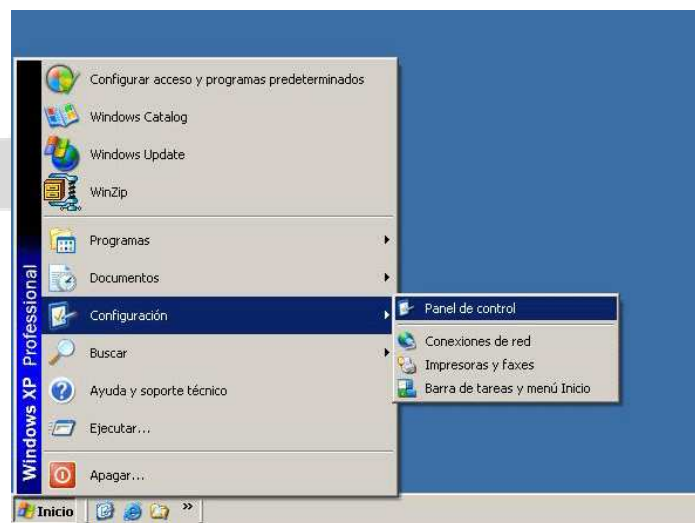 Configurar acceso y programas predeterminados
Windows Catalog
Windows Update
WinZip
Programas
Documentos
Configuración
Buscar
Ayuda y soporte técnico
Ejecutar...
Apagar...
Panel de control
Conexiones de red
Impresoras y faxes
Barra de tareas y menú Inicio
Windows XP Professional
Inicio
»